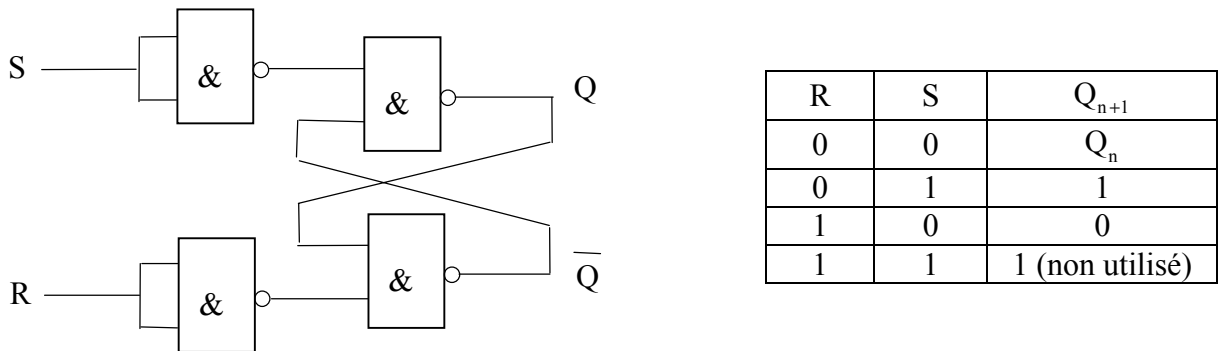 S & & Q
R & & Q̅
R S Qₙ₊₁
0 0 Qₙ
0 1 1
1 0 0
1 1 1 (non utilisé)